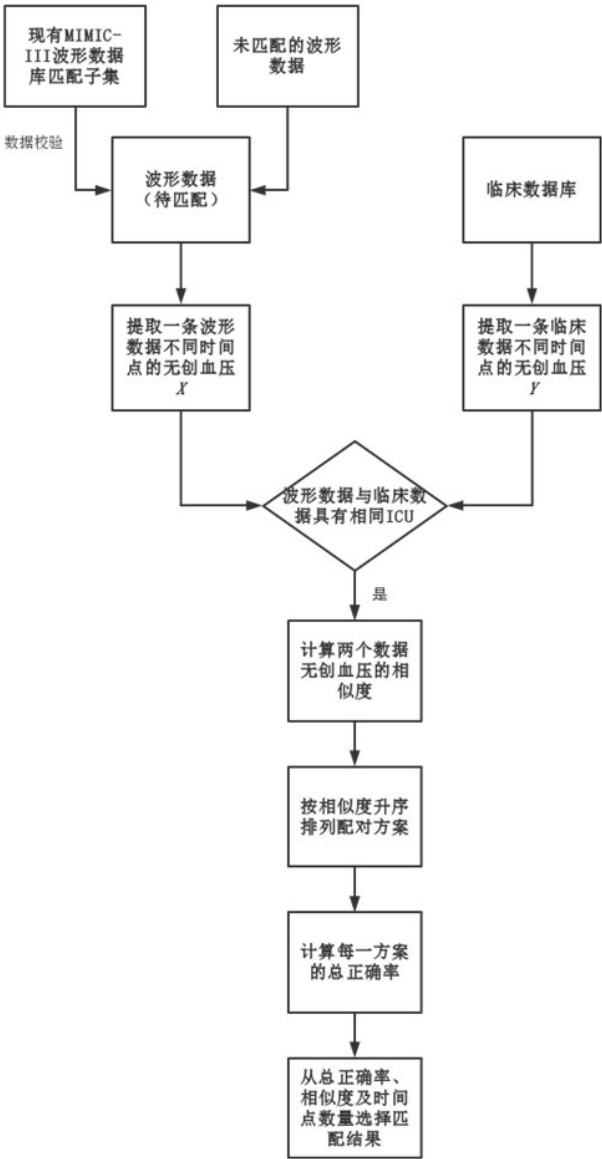 现有MIMIC-
III波形数据
库匹配子集
未匹配的波形
数据
数据校验
波形数据
（待匹配）
临床数据库
提取一条波形
数据不同时间
点的无创血压
X
提取一条临床
数据不同时间
点的无创血压
Y
波形数据与临床数
据具有相同ICU
是
计算两个数据
无创血压的相
似度
按相似度升序
排列配对方案
计算每一方案
的总正确率
从总正确率、
相似度及时间
点数量选择匹
配结果